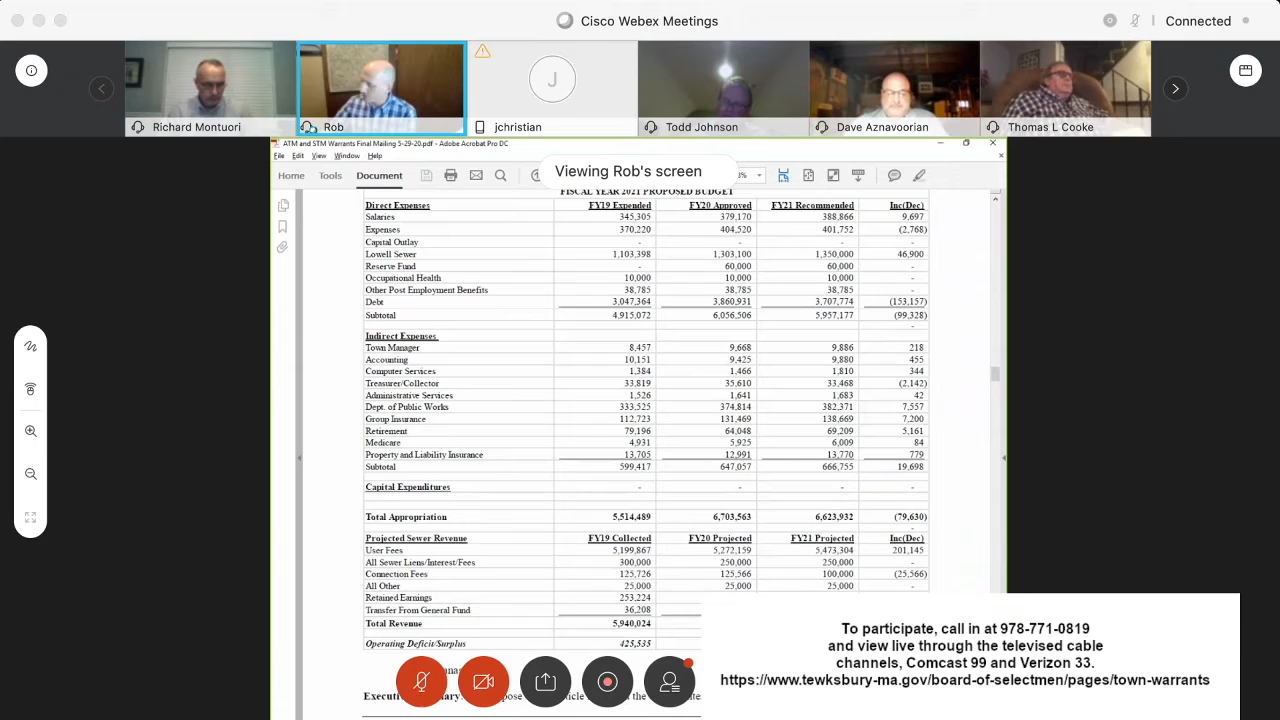 Cisco Webex Meetings
Connected
Richard Montuori
Rob
J
jchristian
Todd Johnson
Dave Aznavoorian
Thomas L Cooke
ATM and STM Warrants Final Mailing 5-29-20.pdf - Adobe Acrobat Pro DC
File Edit View Window Help
Viewing Rob's screen
Home Tools Document
FISCAL YEAR 2021 PROPOSED BUDGET
Direct Expenses FY19 Expended FY20 Approved FY21 Recommended Inc(Dec)
Salaries 345,305 379,170 388,866 9,697
Expenses 370,220 404,520 401,752 (2,768)
Capital Outlay - - - -
Lowell Sewer 1,103,398 1,303,100 1,350,000 46,900
Reserve Fund - 60,000 60,000 -
Occupational Health 10,000 10,000 10,000 -
Other Post Employment Benefits 38,785 38,785 38,785 -
Debt 3,047,364 3,860,931 3,707,774 (153,157)
Subtotal 4,915,072 6,056,506 5,957,177 (99,328)
-
Indirect Expenses
Town Manager 8,457 9,668 9,886 218
Accounting 10,151 9,425 9,880 455
Computer Services 1,384 1,466 1,810 344
Treasurer/Collector 33,819 35,610 33,468 (2,142)
Administrative Services 1,526 1,641 1,683 42
Dept. of Public Works 333,525 374,814 382,371 7,557
Group Insurance 112,723 131,469 138,669 7,200
Retirement 79,196 64,048 69,209 5,161
Medicare 4,931 5,925 6,009 84
Property and Liability Insurance 13,705 12,991 13,770 779
Subtotal 599,417 647,057 666,755 19,698
Capital Expenditures - - - -
Total Appropriation 5,514,489 6,703,563 6,623,932 (79,630)
-
Projected Sewer Revenue FY19 Collected FY20 Projected FY21 Projected Inc(Dec)
User Fees 5,199,867 5,272,159 5,473,304 201,145
All Sewer Liens/Interest/Fees 300,000 250,000 250,000 -
Connection Fees 125,726 125,566 100,000 (25,566)
All Other 25,000 25,000 25,000 -
Retained Earnings 253,224
Transfer From General Fund 36,208
Total Revenue 5,940,024
Operating Deficit/Surplus 425,535
To participate, call in at 978-771-0819
and view live through the televised cable
channels, Comcast 99 and Verizon 33.
https://www.tewksbury-ma.gov/board-of-selectmen/pages/town-warrants